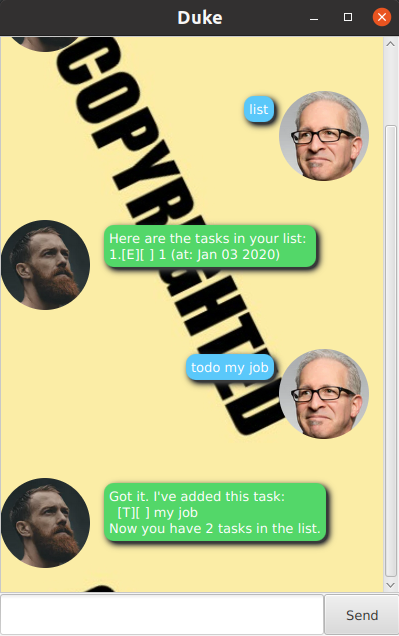 Duke
COPYRIGHTED
list
Here are the tasks in your list:
1.[E][ ] 1 (at: Jan 03 2020)
todo my job
Got it. I've added this task:
[T][ ] my job
Now you have 2 tasks in the list.
Send